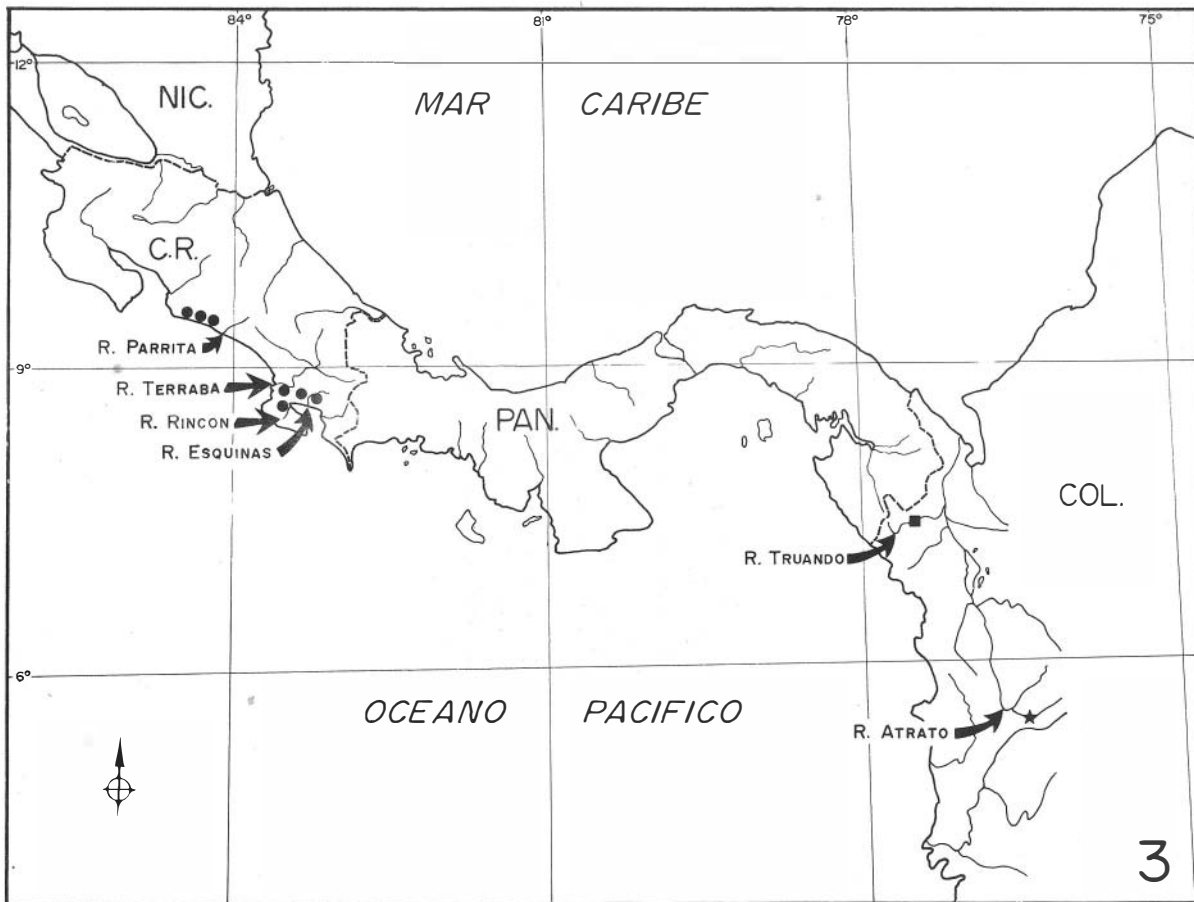 84° 81° 78° 75°
12°
NIC.
MAR CARIBE
C.R.
R. PARRITA
9°
R. TERRABA
R. RINCON
R. ESQUINAS
PAN.
COL.
R. TRUANDO
6°
OCEANO PACIFICO
R. ATRATO
3